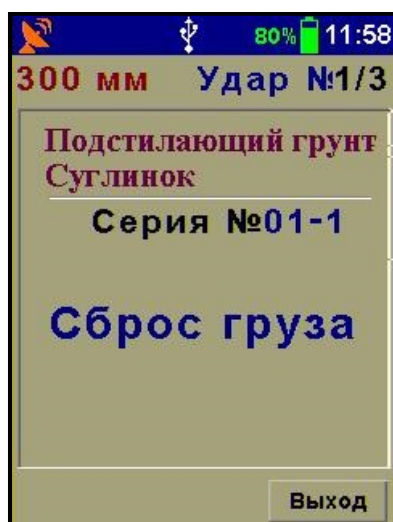 80% 11:58
300 мм Удар №1/3
Подстилающий грунт
Суглинок
Серия №01-1
Сброс груза
Выход